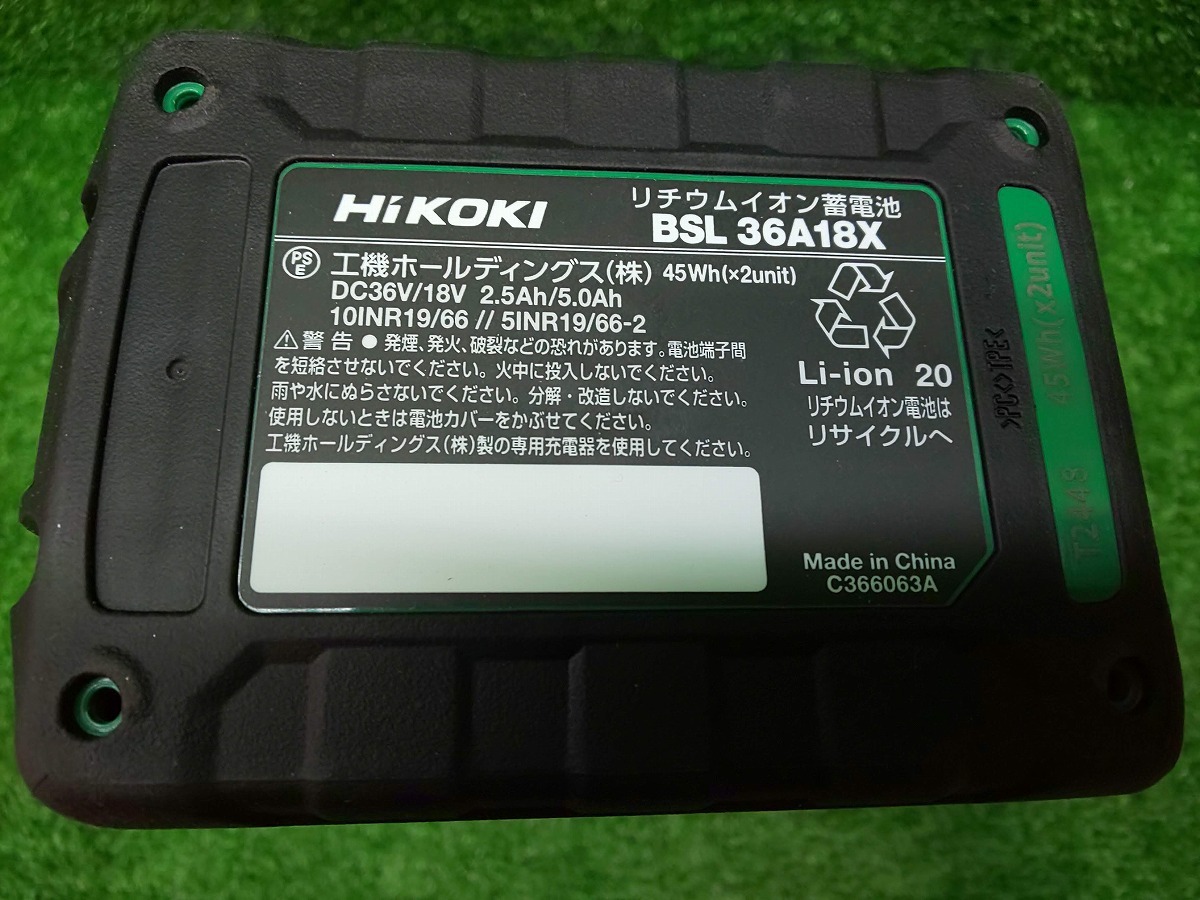 HiKOKI
リチウムイオン蓄電池
BSL 36A18X
PS
E
工機ホールディングス(株) 45Wh(×2unit)
DC36V/18V 2.5Ah/5.0Ah
10INR19/66 // 5INR19/66-2
⚠警告 ● 発煙、発火、破裂などの恐れがあります。電池端子間
を短絡させないでください。火中に投入しないでください。
雨や水にぬらさないでください。分解・改造しないでください。
使用しないときは電池カバーをかぶせてください。
工機ホールディングス(株)製の専用充電器を使用してください。
Li-ion 20
リチウムイオン電池は
リサイクルへ
Made in China
C366063A
>PC<>TPE<
45Wh(×2unit)
T2448